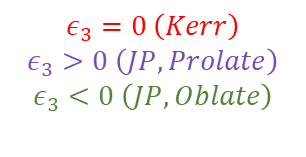 ϵ₃ = 0 (Kerr)
ϵ₃ > 0 (JP, Prolate)
ϵ₃ < 0 (JP, Oblate)